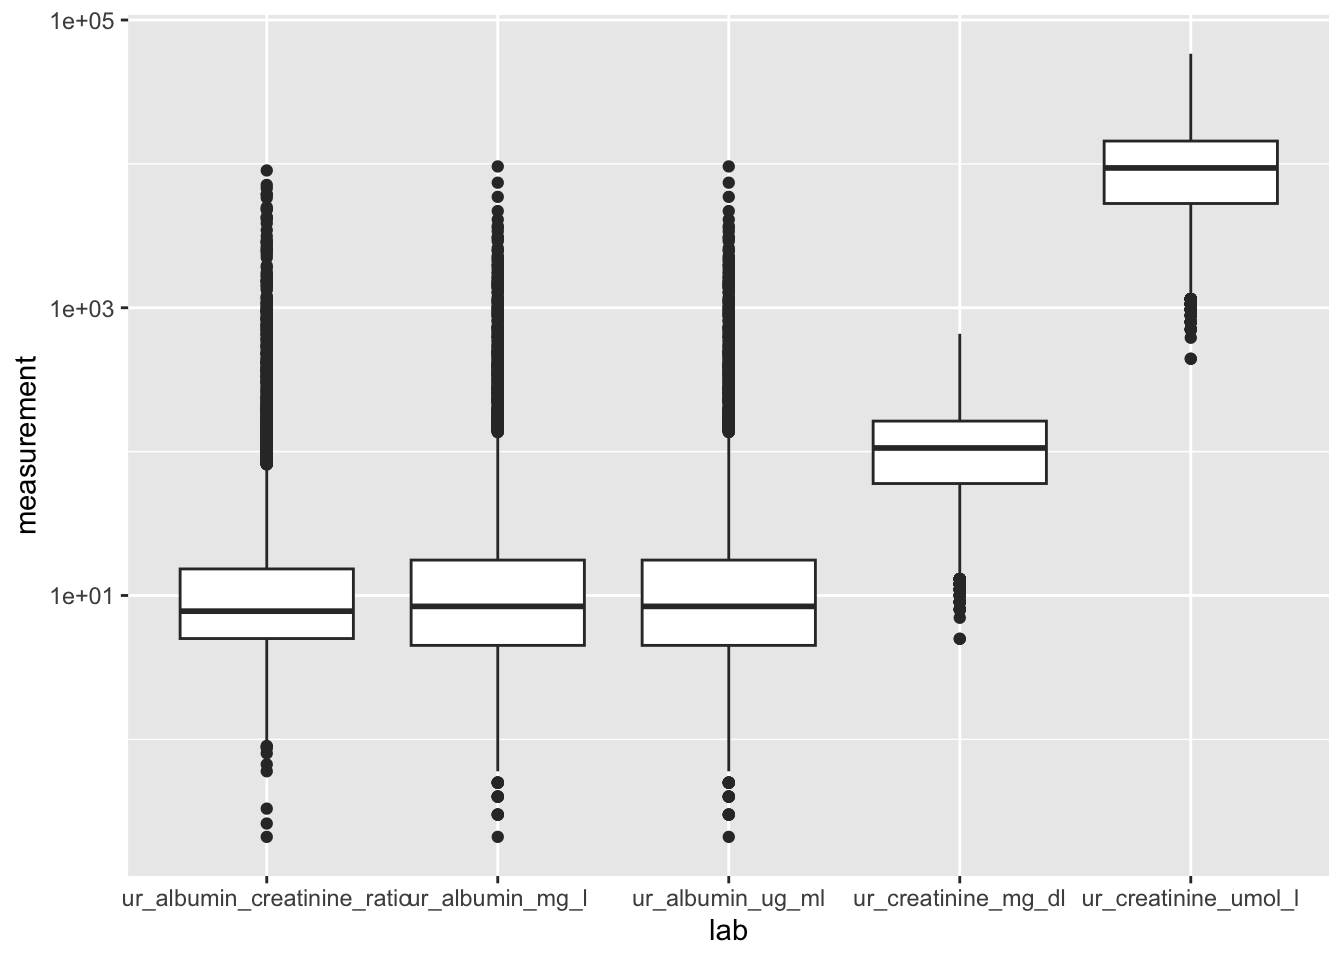 1e+05
1e+03
1e+01
measurement
ur_albumin_creatinine_ratio ur_albumin_mg_l ur_albumin_ug_ml ur_creatinine_mg_dl ur_creatinine_umol_l
lab